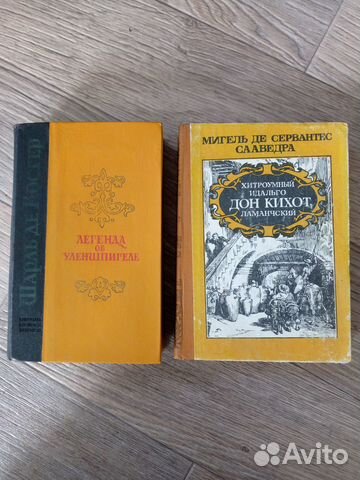 Шарль де Костер
ЛЕГЕНДА
ОБ
УЛЕНШПИГЕЛЕ
МИГЕЛЬ ДЕ СЕРВАНТЕС
СААВЕДРА
ХИТРОУМНЫЙ
ИДАЛЬГО
ДОН КИХОТ
ЛАМАНЧСКИЙ
Avito